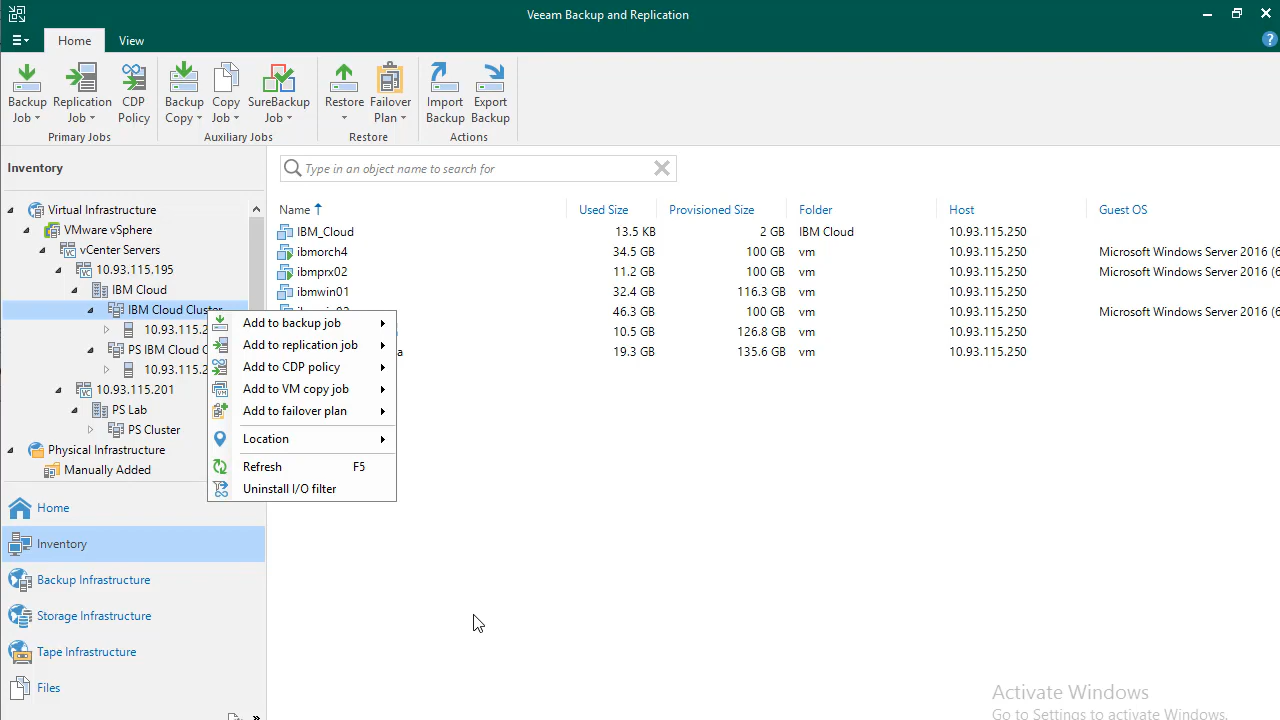 Veeam Backup and Replication
Home View
Backup Job Replication Job CDP Policy
Primary Jobs
Backup Copy Copy Job SureBackup Job
Auxiliary Jobs
Restore Failover Plan
Restore
Import Backup Export Backup
Actions
Inventory
Virtual Infrastructure
VMware vSphere
vCenter Servers
10.93.115.195
IBM Cloud
IBM Cloud Cluster
10.93.115.2
PS IBM Cloud C
10.93.115.2
10.93.115.201
PS Lab
PS Cluster
Physical Infrastructure
Manually Added
Home
Inventory
Backup Infrastructure
Storage Infrastructure
Tape Infrastructure
Files
»
Add to backup job
Add to replication job
Add to CDP policy
Add to VM copy job
Add to failover plan
Location
Refresh F5
Uninstall I/O filter
Type in an object name to search for
Name Used Size Provisioned Size Folder Host Guest OS
IBM_Cloud 13.5 KB 2 GB IBM Cloud 10.93.115.250
ibmorch4 34.5 GB 100 GB vm 10.93.115.250 Microsoft Windows Server 2016 (6
ibmprx02 11.2 GB 100 GB vm 10.93.115.250 Microsoft Windows Server 2016 (6
ibmwin01 32.4 GB 116.3 GB vm 10.93.115.250
46.3 GB 100 GB vm 10.93.115.250 Microsoft Windows Server 2016 (6
10.5 GB 126.8 GB vm 10.93.115.250
a 19.3 GB 135.6 GB vm 10.93.115.250
Activate Windows
Go to Settings to activate Windows.